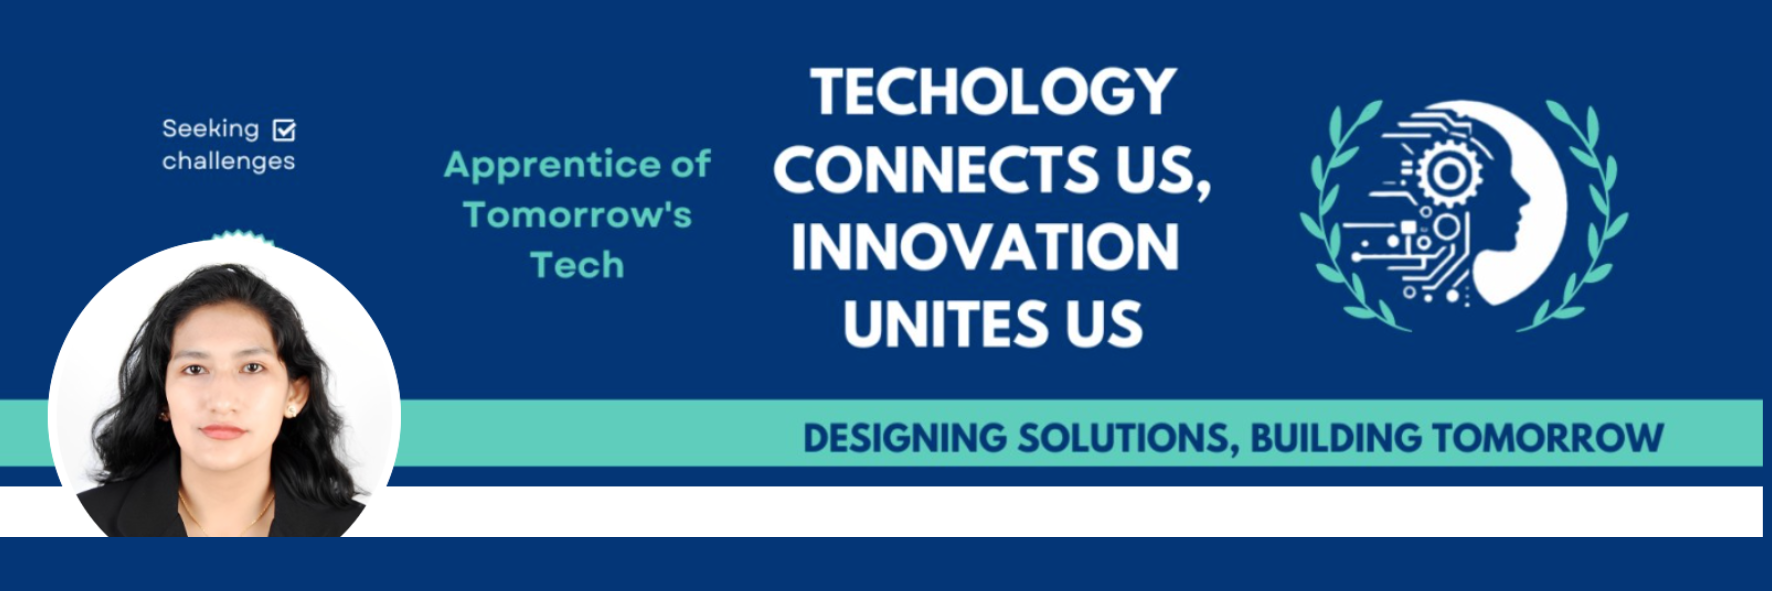 Seeking
challenges
Apprentice of
Tomorrow's
Tech
TECHOLOGY
CONNECTS US,
INNOVATION
UNITES US
DESIGNING SOLUTIONS, BUILDING TOMORROW